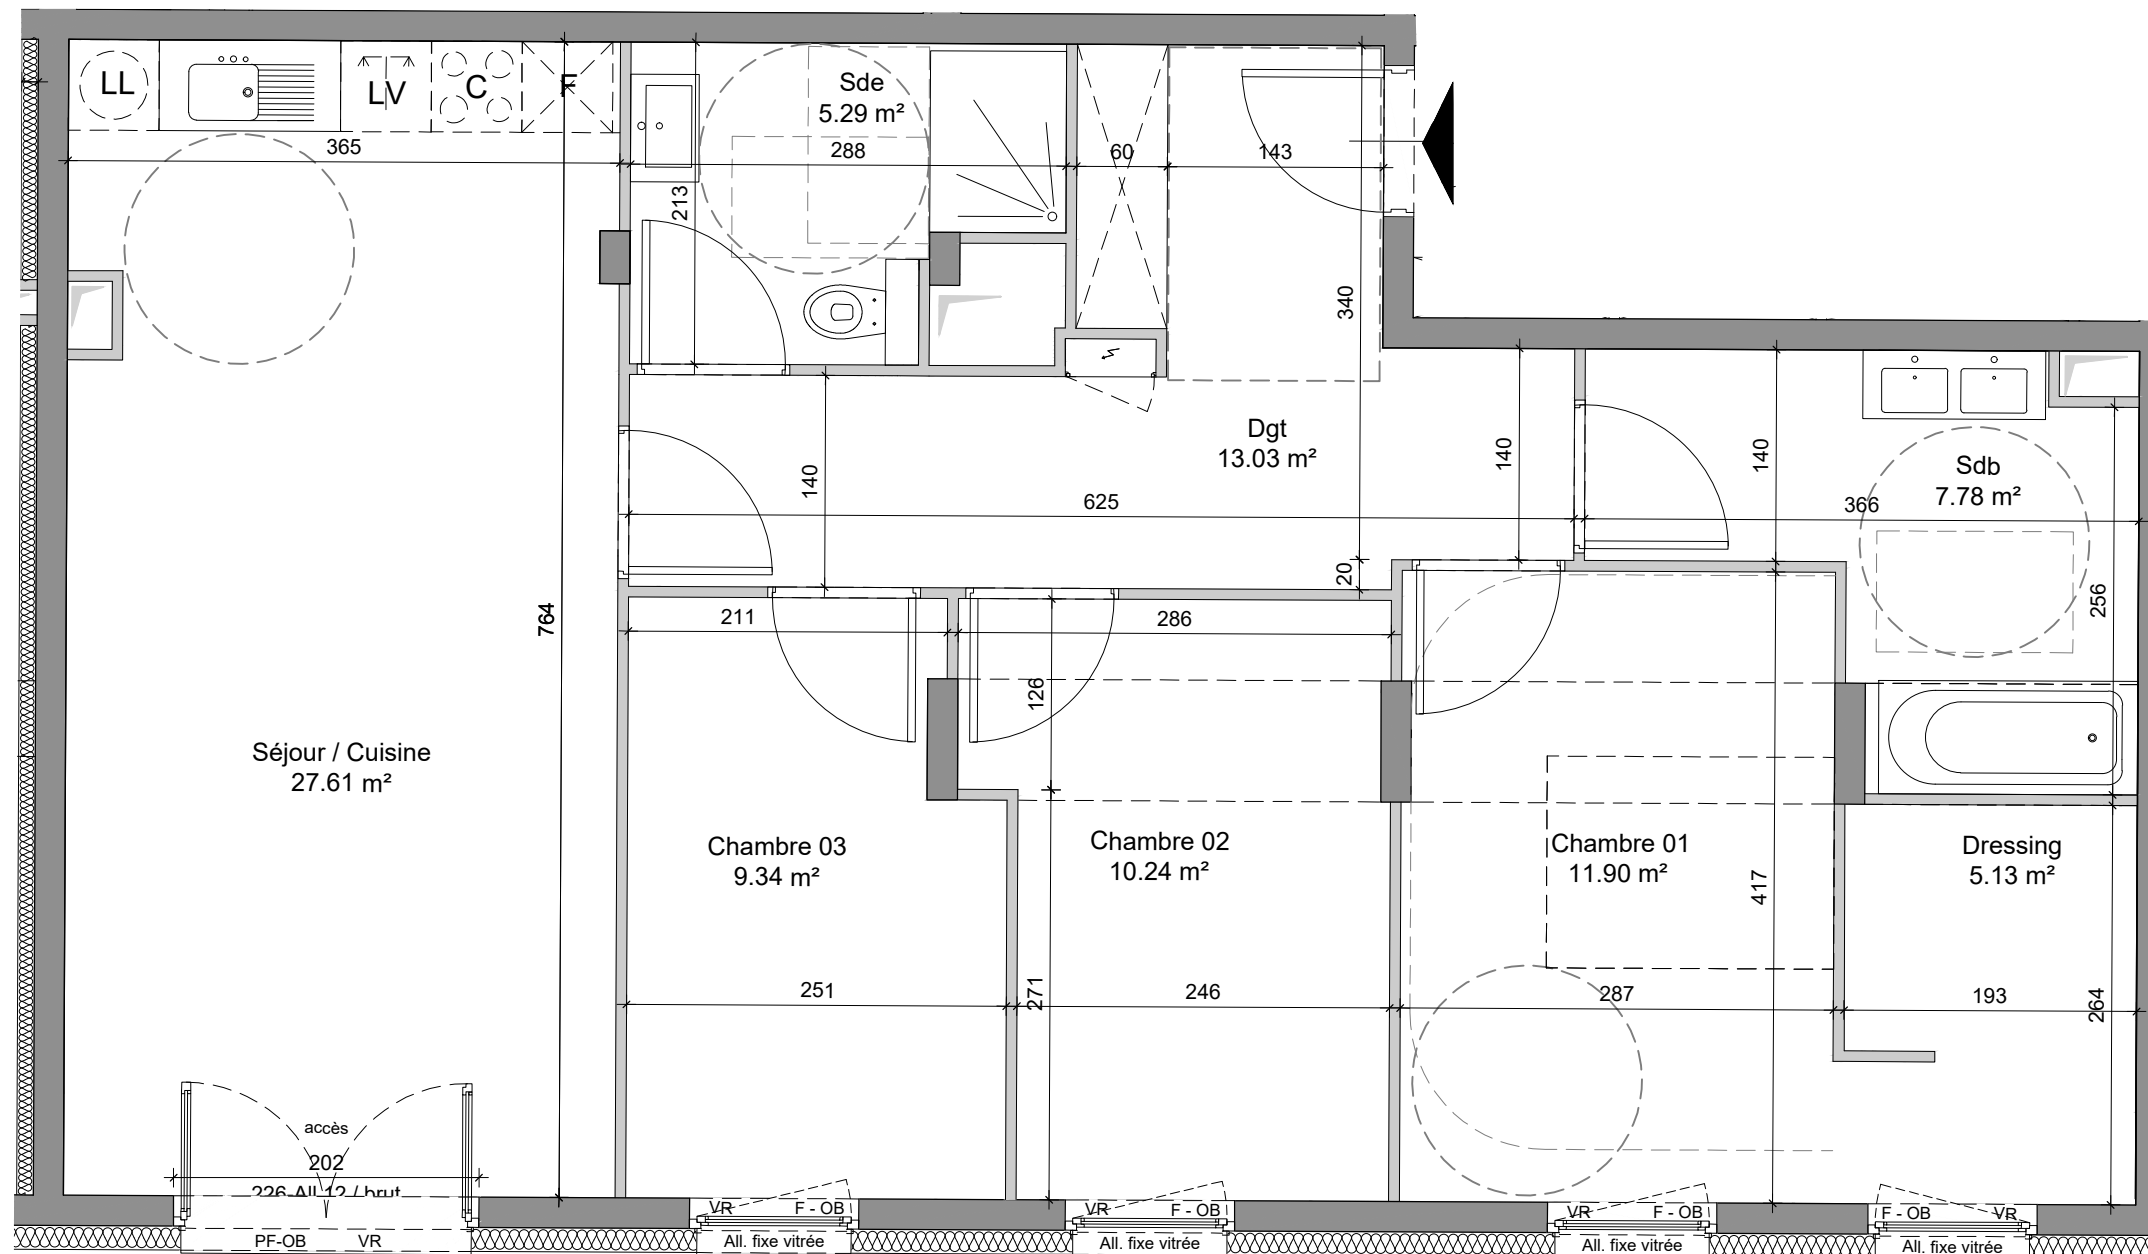 LL
LV
C
F
Sde
5.29 m²
365
288
60
143
213
340
Dgt
13.03 m²
140
140
140
Sdb
7.78 m²
625
366
20
256
764
211
286
126
Séjour / Cuisine
27.61 m²
Chambre 03
9.34 m²
Chambre 02
10.24 m²
Chambre 01
11.90 m²
Dressing
5.13 m²
417
251
271
246
287
193
264
accès
202
226-All 12 / brut
PF-OB VR
VR F - OB
All. fixe vitrée
VR F - OB
All. fixe vitrée
VR F - OB
All. fixe vitrée
F - OB VR
All. fixe vitrée